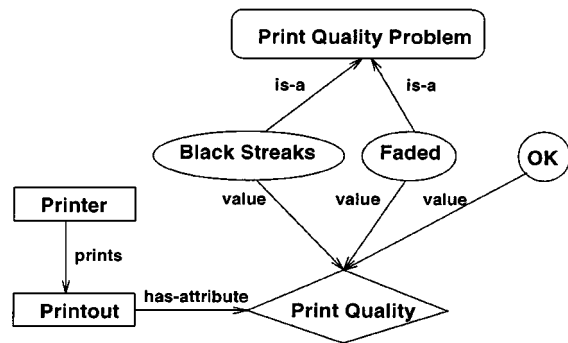 Print Quality Problem
is-a
is-a
Black Streaks
Faded
OK
Printer
value
value
value
prints
Printout
has-attribute
Print Quality